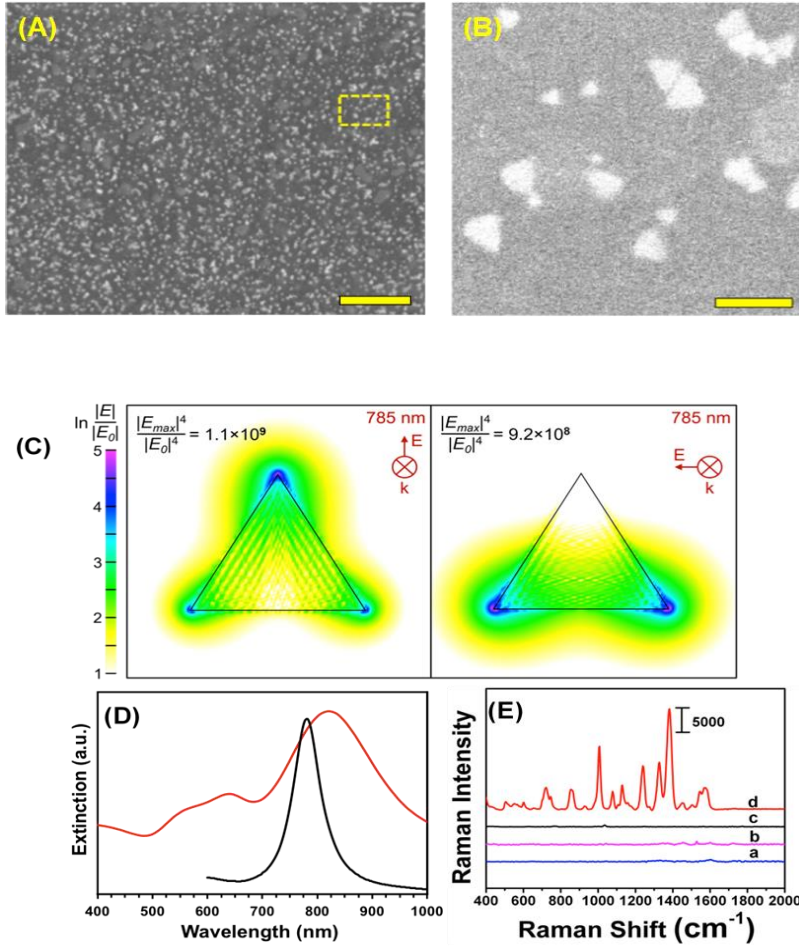 (A)
(B)
(C)
ln |E| / |E₀|
5
4
3
2
1
|Emax|⁴ / |E₀|⁴ = 1.1×10⁹
785 nm
E
k
|Emax|⁴ / |E₀|⁴ = 9.2×10⁸
785 nm
E
k
(D)
Extinction (a.u.)
400 500 600 700 800 900 1000
Wavelength (nm)
(E)
5000
d
c
b
a
Raman Intensity
400 600 800 1000 1200 1400 1600 1800 2000
Raman Shift (cm⁻¹)